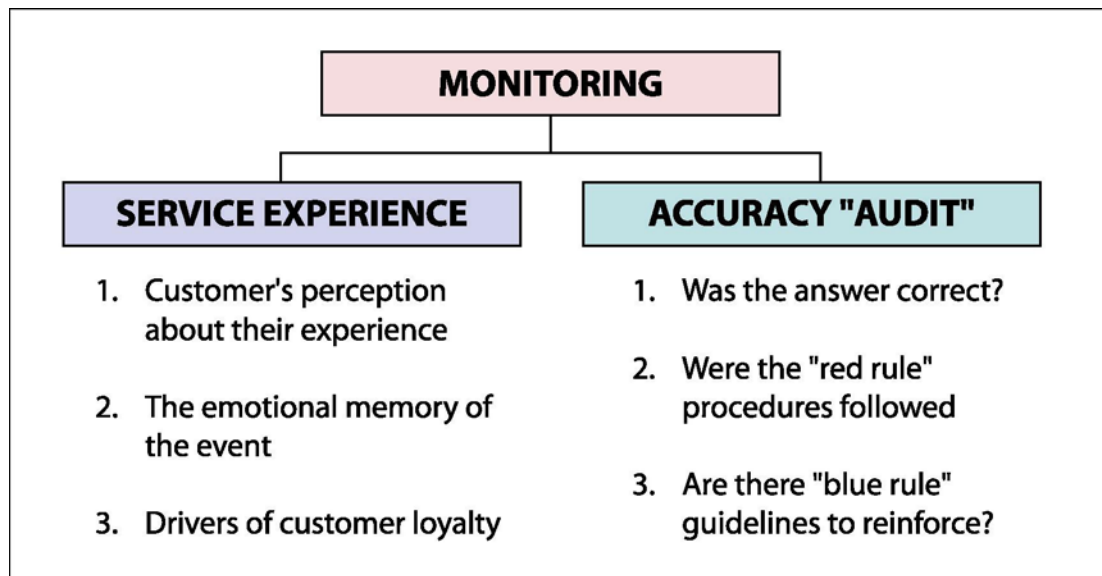 MONITORING
SERVICE EXPERIENCE
1. Customer's perception
about their experience
2. The emotional memory of
the event
3. Drivers of customer loyalty
ACCURACY "AUDIT"
1. Was the answer correct?
2. Were the "red rule"
procedures followed
3. Are there "blue rule"
guidelines to reinforce?